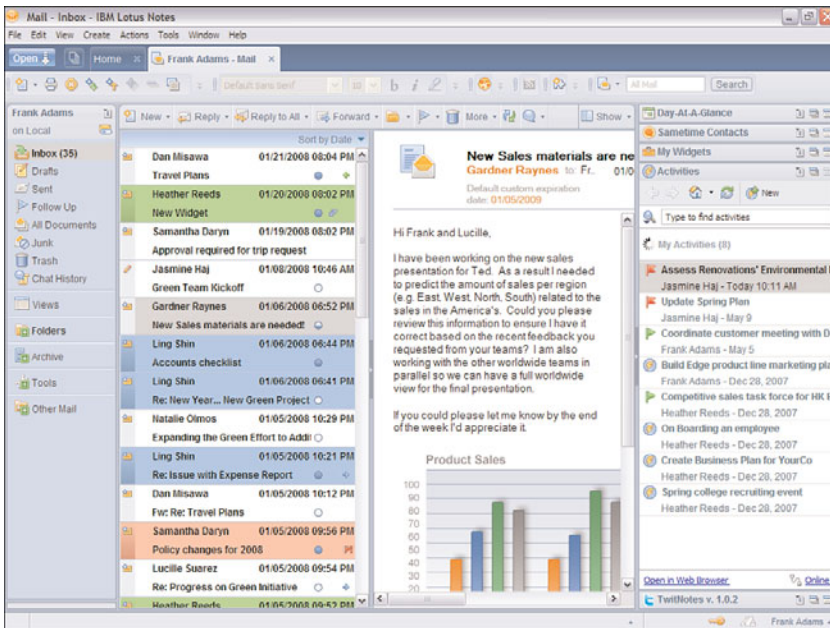 Mail - Inbox - IBM Lotus Notes
File Edit View Create Actions Tools Window Help
Open
Home
Frank Adams - Mail
Default Sans Serif
10
b i
All Mail
Search
Frank Adams
on Local
Inbox (35)
Drafts
Sent
Follow Up
All Documents
Junk
Trash
Chat History
Views
Folders
Archive
Tools
Other Mail
New Reply Reply to All Forward More Show
Sort by Date
Dan Misawa 01/21/2008 08:04 PM
Travel Plans
Heather Reeds 01/20/2008 08:02 PM
New Widget
Samantha Daryn 01/19/2008 08:02 PM
Approval required for trip request
Jasmine Haj 01/08/2008 10:46 AM
Green Team Kickoff
Gardner Raynes 01/06/2008 06:52 PM
New Sales materials are needed!
Ling Shin 01/06/2008 06:44 PM
Accounts checklist
Ling Shin 01/06/2008 06:41 PM
Re: New Year... New Green Project
Natalie Olmos 01/05/2008 10:29 PM
Expanding the Green Effort to Addit
Ling Shin 01/05/2008 10:21 PM
Re: Issue with Expense Report
Dan Misawa 01/05/2008 10:12 PM
Fw: Re: Travel Plans
Samantha Daryn 01/05/2008 09:56 PM
Policy changes for 2008
Lucille Suarez 01/05/2008 09:54 PM
Re: Progress on Green Initiative
Heather Reeds 01/05/2008 09:52 PM
New Sales materials are ne
Gardner Raynes to: Fr.. 01/0
Default custom expiration
date: 01/05/2009
Hi Frank and Lucille,
I have been working on the new sales
presentation for Ted. As a result I needed
to predict the amount of sales per region
(e.g. East, West, North, South) related to the
sales in the America's. Could you please
review this information to ensure I have it
correct based on the recent feedback you
requested from your teams? I am also
working with the other worldwide teams in
parallel so we can have a full worldwide
view for the final presentation.
If you could please let me know by the end
of the week I'd appreciate it.
Product Sales
100
90
80
70
60
50
40
30
20
Day-At-A-Glance
Sametime Contacts
My Widgets
Activities
New
Type to find activities
My Activities (8)
Assess Renovations' Environmental I
Jasmine Haj - Today 10:11 AM
Update Spring Plan
Jasmine Haj - May 9
Coordinate customer meeting with D
Frank Adams - May 5
Build Edge product line marketing pla
Frank Adams - Dec 28, 2007
Competitive sales task force for HK I
Heather Reeds - Dec 28, 2007
On Boarding an employee
Heather Reeds - Dec 28, 2007
Create Business Plan for YourCo
Heather Reeds - Dec 28, 2007
Spring college recruiting event
Heather Reeds - Dec 28, 2007
Open in Web Browser
Online
TwitNotes v. 1.0.2
Frank Adams